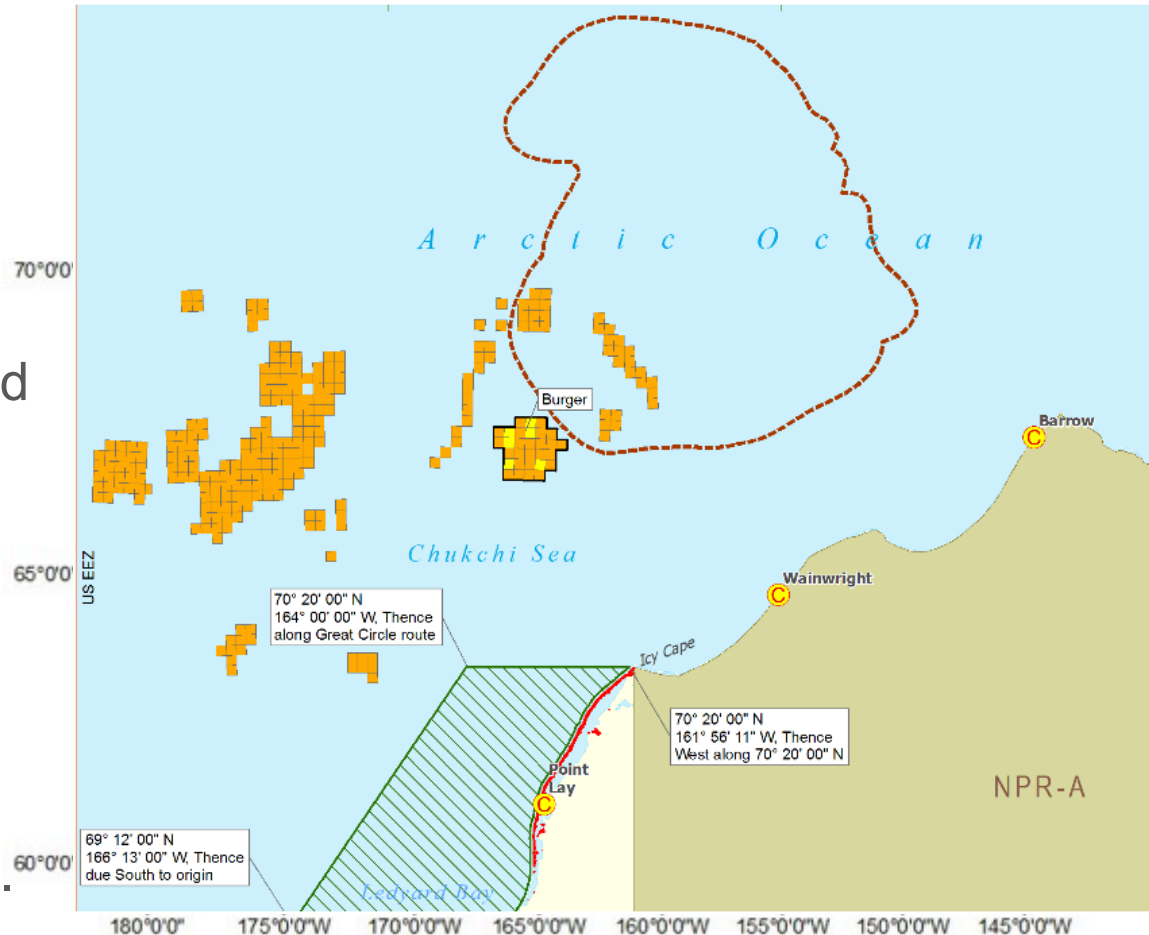 Arctic Ocean
70°0'0"
d
Burger
Barrow
C
Chukchi Sea
65°0'0"
US EEZ
Wainwright
C
70° 20' 00" N
164° 00' 00" W, Thence
along Great Circle route
Icy Cape
70° 20' 00" N
161° 56' 11" W, Thence
West along 70° 20' 00" N
Point
Lay
C
NPR-A
69° 12' 00" N
166° 13' 00" W, Thence
due South to origin
60°0'0"
.
Ledyard Bay
180°0'0"W
175°0'0"W
170°0'0"W
165°0'0"W
160°0'0"W
155°0'0"W
150°0'0"W
145°0'0"W